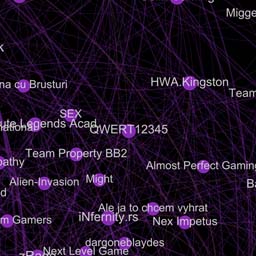 Migge
k
na cu Brusturi
HWA.Kingston
Team
SEX
ute Legends Acad
national
QWERT12345
Team Property BB2
pathy
Almost Perfect Gaming
Alien-Invasion
Might
Ba
d
Ale ja to chcem vyhrat
m Gamers
iNfernity.rs
Nex Impetus
dargoneblaydes
Next Level Game